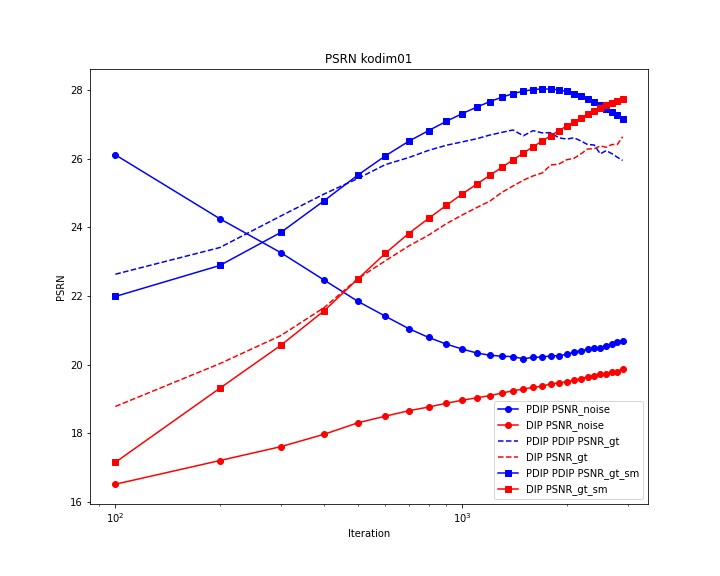 PSRN kodim01
28
26
24
22
20
18
16
PSRN
10²
10³
Iteration
PDIP PSNR_noise
DIP PSNR_noise
PDIP PDIP PSNR_gt
DIP PSNR_gt
PDIP PDIP PSNR_gt_sm
DIP PSNR_gt_sm